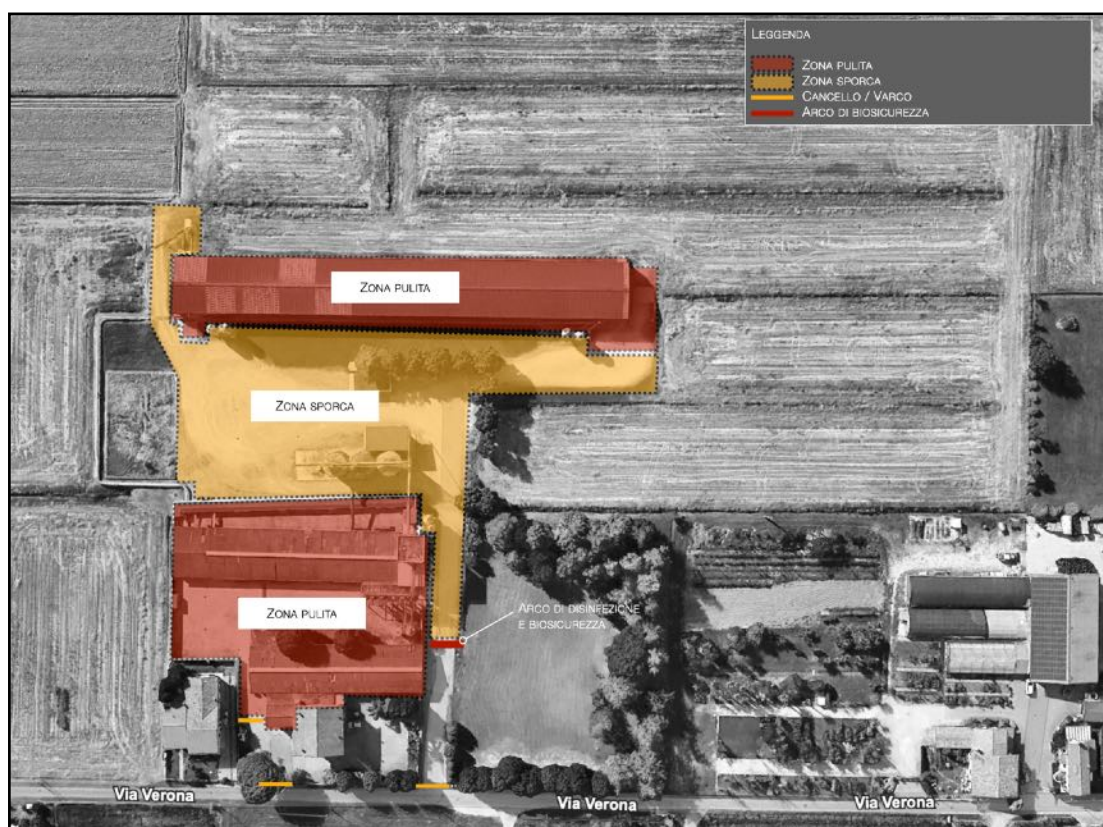 LEGGENDA
ZONA PULITA
ZONA SPORCA
CANCELLO / VARCO
ARCO DI BIOSICUREZZA
ZONA PULITA
ZONA SPORCA
ZONA PULITA
ARCO DI DISINFEZIONE
E BIOSICUREZZA
Via Verona
Via Verona
Via Verona